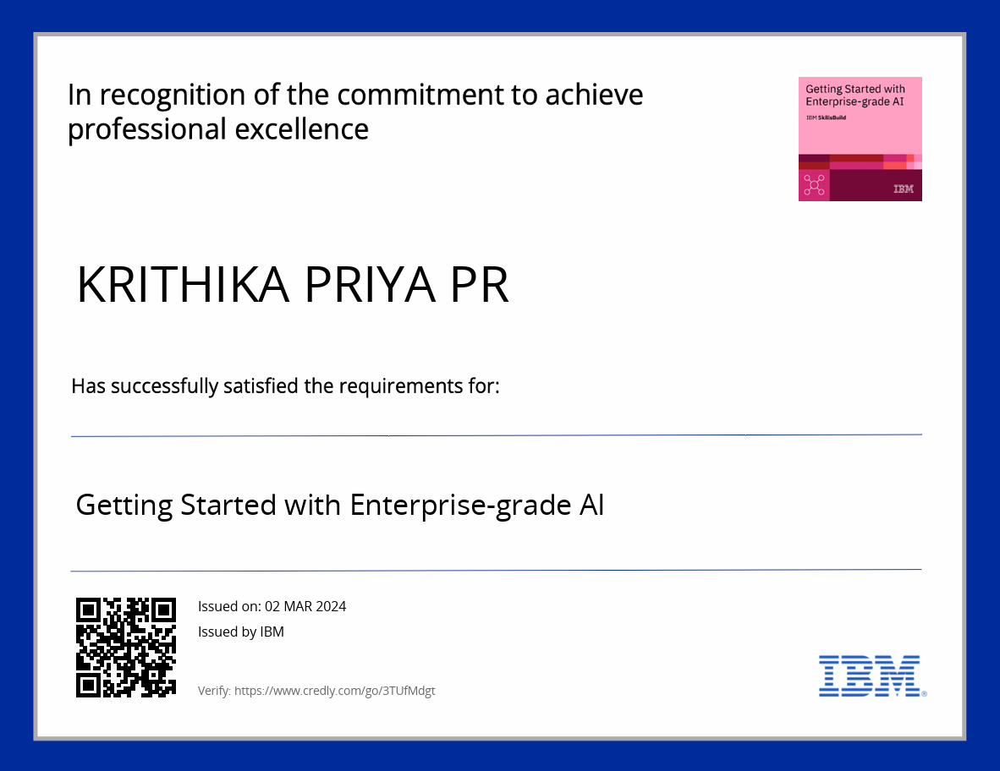 In recognition of the commitment to achieve
professional excellence
Getting Started with
Enterprise-grade AI
IBM SkillsBuild
IBM
KRITHIKA PRIYA PR
Has successfully satisfied the requirements for:
Getting Started with Enterprise-grade AI
Issued on: 02 MAR 2024
Issued by IBM
Verify: https://www.credly.com/go/3TUfMdgt
IBM®